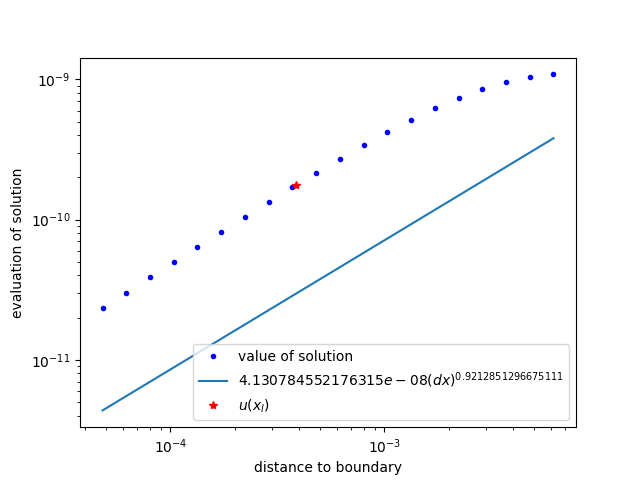 10⁻⁹
10⁻¹⁰
10⁻¹¹
evaluation of solution
value of solution
4.130784552176315e − 08(dx)^0.9212851296675111
u(x_l)
10⁻⁴
10⁻³
distance to boundary